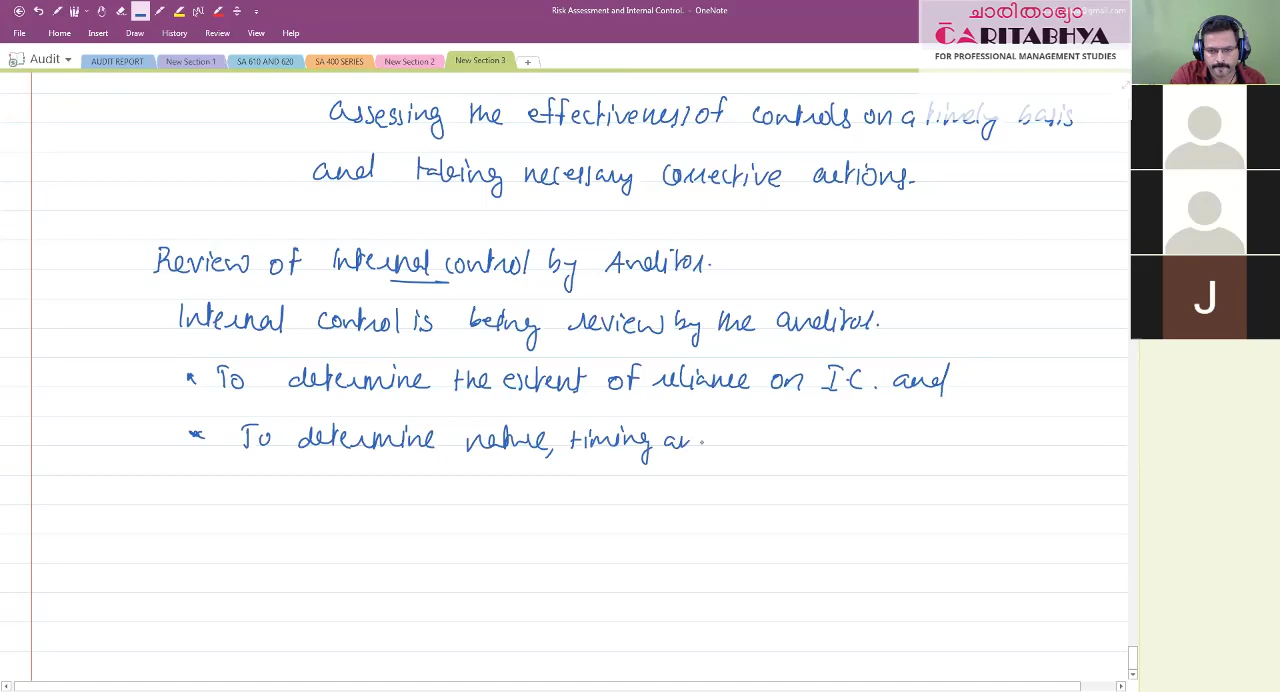 Risk Assessment and Internal Control. - OneNote
File Home Insert Draw History Review View Help
Audit AUDIT REPORT New Section 1 SA 610 AND 620 SA 400 SERIES New Section 2 New Section 3 +
ചാരിതാഭ്യാ
CARITABHYA
FOR PROFESSIONAL MANAGEMENT STUDIES
assessing the effectiveness of controls on a timely basis
and taking necessary corrective actions.
Review of internal control by Auditor.
Internal control is being review by the auditor.
* To determine the extent of reliance on I.C. and
* To determine nature, timing an
J